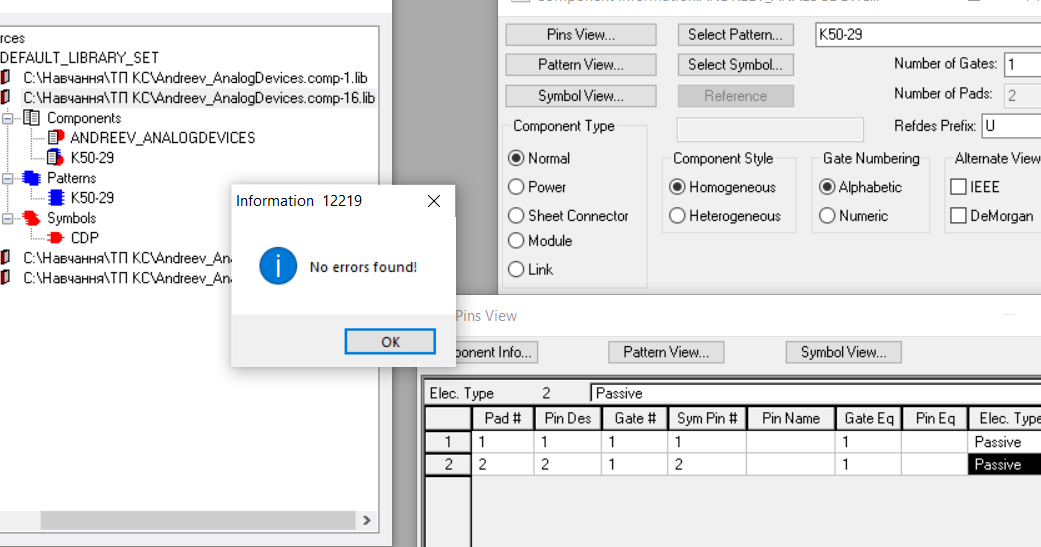 rces
DEFAULT_LIBRARY_SET
C:\Навчання\ТП КС\Andreev_AnalogDevices.comp-1.lib
C:\Навчання\ТП КС\Andreev_AnalogDevices.comp-16.lib
Components
ANDREEV_ANALOGDEVICES
K50-29
Patterns
K50-29
Symbols
CDP
C:\Навчання\ТП КС\Andreev_An
C:\Навчання\ТП КС\Andreev_An
Information 12219
No errors found!
OK
Pins View...
Select Pattern...
K50-29
Pattern View...
Select Symbol...
Number of Gates: 1
Symbol View...
Reference
Number of Pads: 2
Refdes Prefix: U
Component Type
Normal
Power
Sheet Connector
Module
Link
Component Style
Homogeneous
Heterogeneous
Gate Numbering
Alphabetic
Numeric
Alternate View
IEEE
DeMorgan
Pins View
onent Info...
Pattern View...
Symbol View...
Elec. Type 2 Passive
Pad # Pin Des Gate # Sym Pin # Pin Name Gate Eq Pin Eq Elec. Type
1 1 1 1 1 1 Passive
2 2 2 1 2 1 Passive